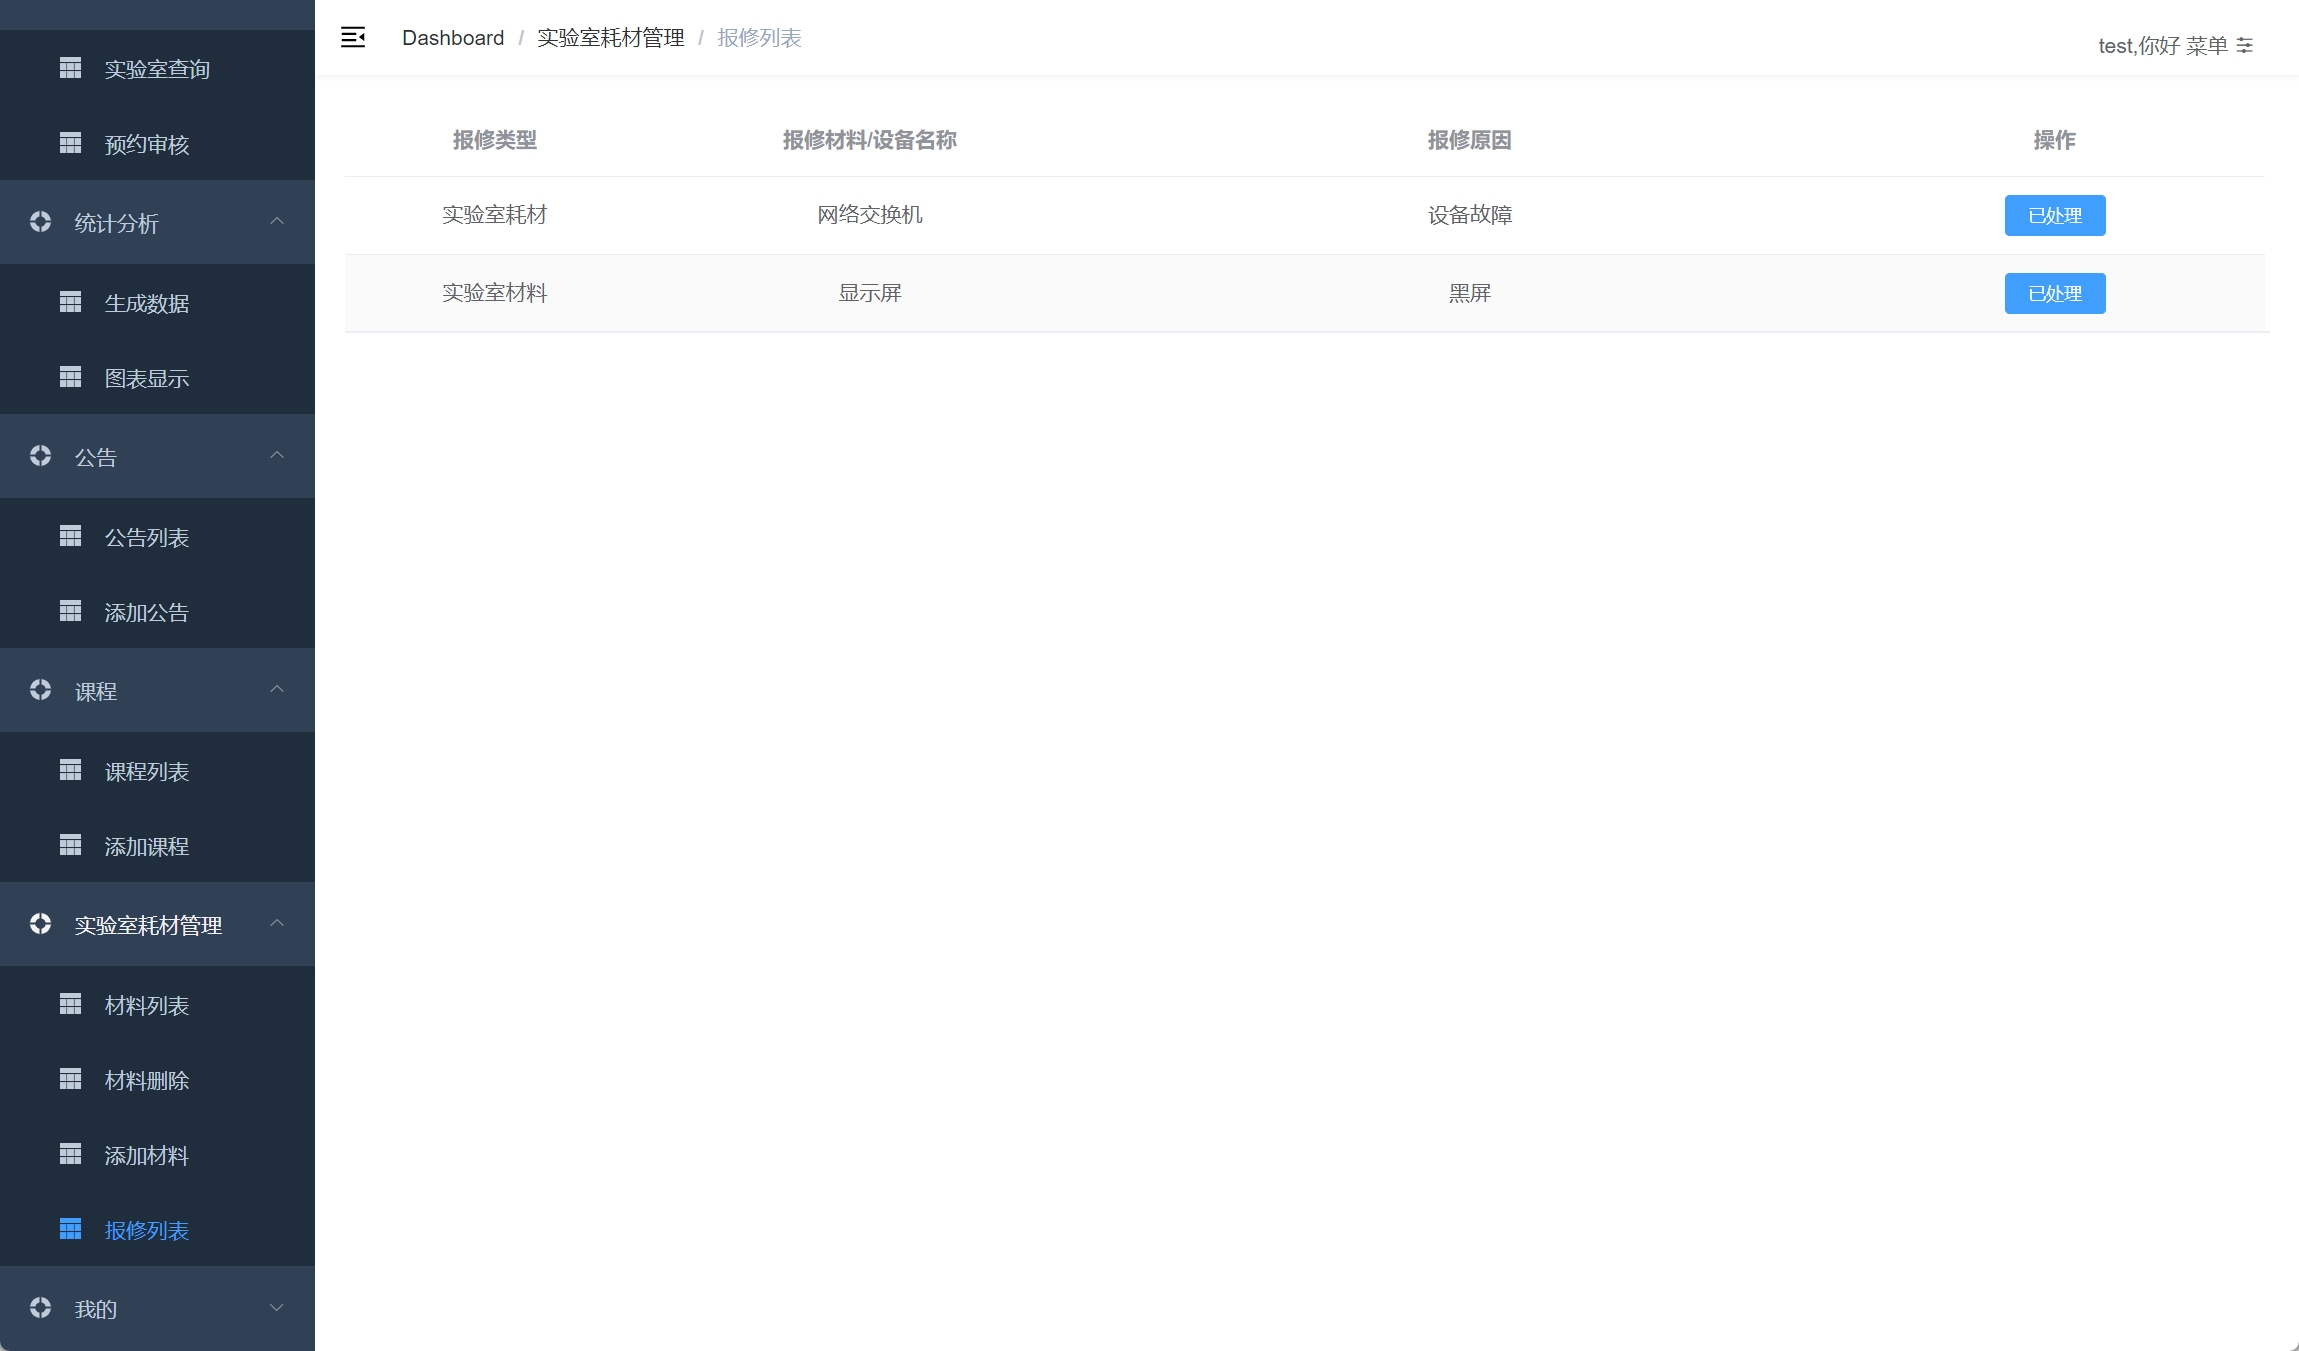 实验室查询
预约审核
统计分析
生成数据
图表显示
公告
公告列表
添加公告
课程
课程列表
添加课程
实验室耗材管理
材料列表
材料删除
添加材料
报修列表
我的
Dashboard / 实验室耗材管理 / 报修列表
test,你好 菜单
报修类型 报修材料/设备名称 报修原因 操作
实验室耗材 网络交换机 设备故障 已处理
实验室材料 显示屏 黑屏 已处理